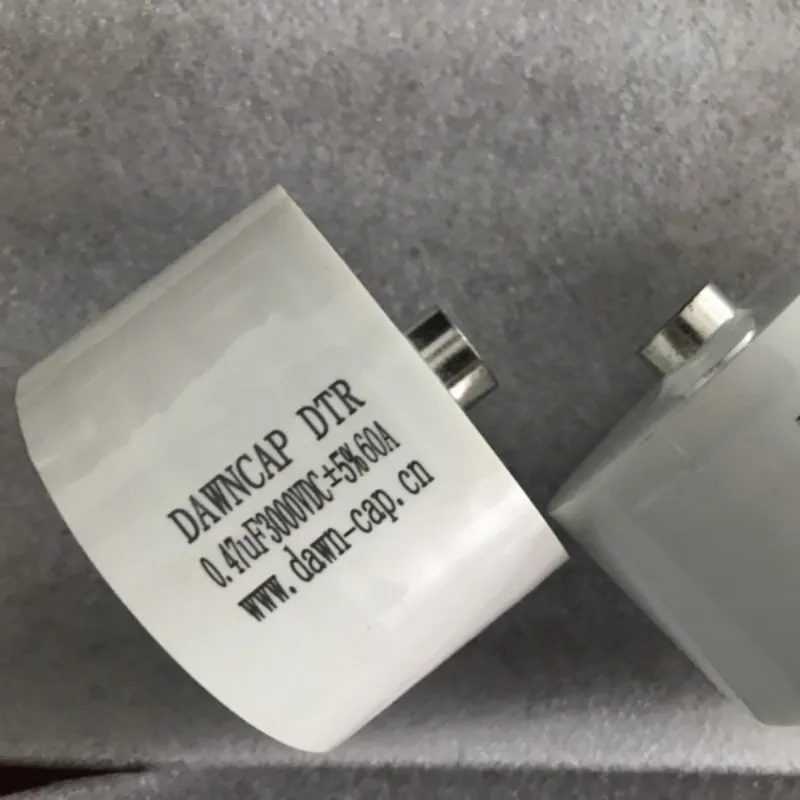 DAWNCAP DTR
0.47uF3000VDC±5%60A
www.dawn-cap.cn